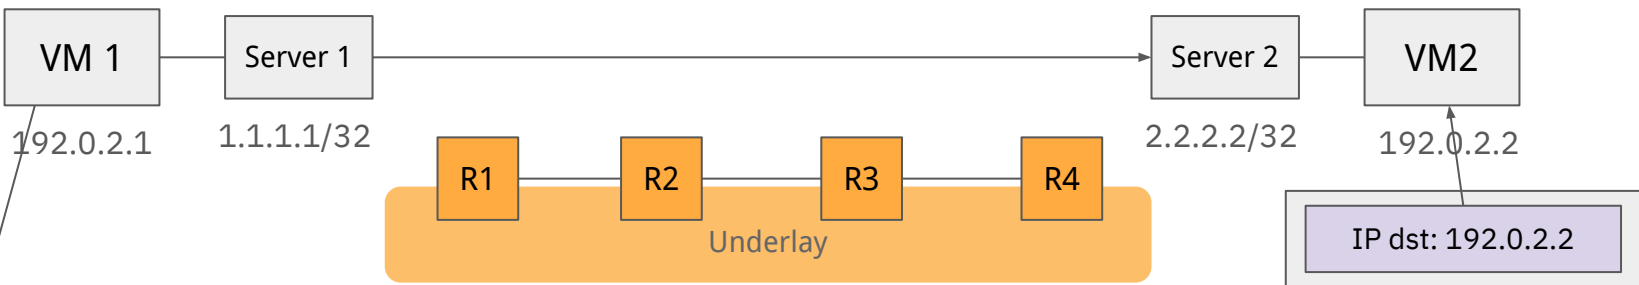 VM 1
Server 1
Server 2
VM2
192.0.2.1
1.1.1.1/32
2.2.2.2/32
192.0.2.2
R1
R2
R3
R4
Underlay
IP dst: 192.0.2.2